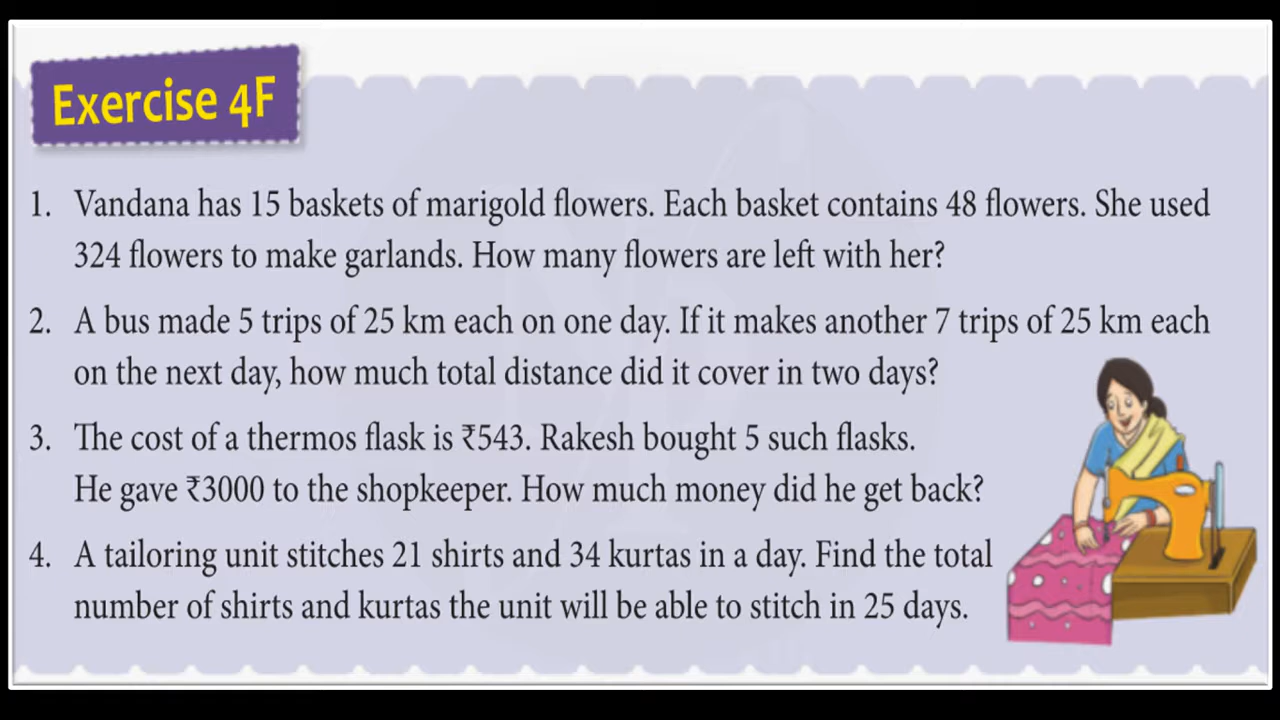 Exercise 4F
1. Vandana has 15 baskets of marigold flowers. Each basket contains 48 flowers. She used
324 flowers to make garlands. How many flowers are left with her?
2. A bus made 5 trips of 25 km each on one day. If it makes another 7 trips of 25 km each
on the next day, how much total distance did it cover in two days?
3. The cost of a thermos flask is ₹543. Rakesh bought 5 such flasks.
He gave ₹3000 to the shopkeeper. How much money did he get back?
4. A tailoring unit stitches 21 shirts and 34 kurtas in a day. Find the total
number of shirts and kurtas the unit will be able to stitch in 25 days.